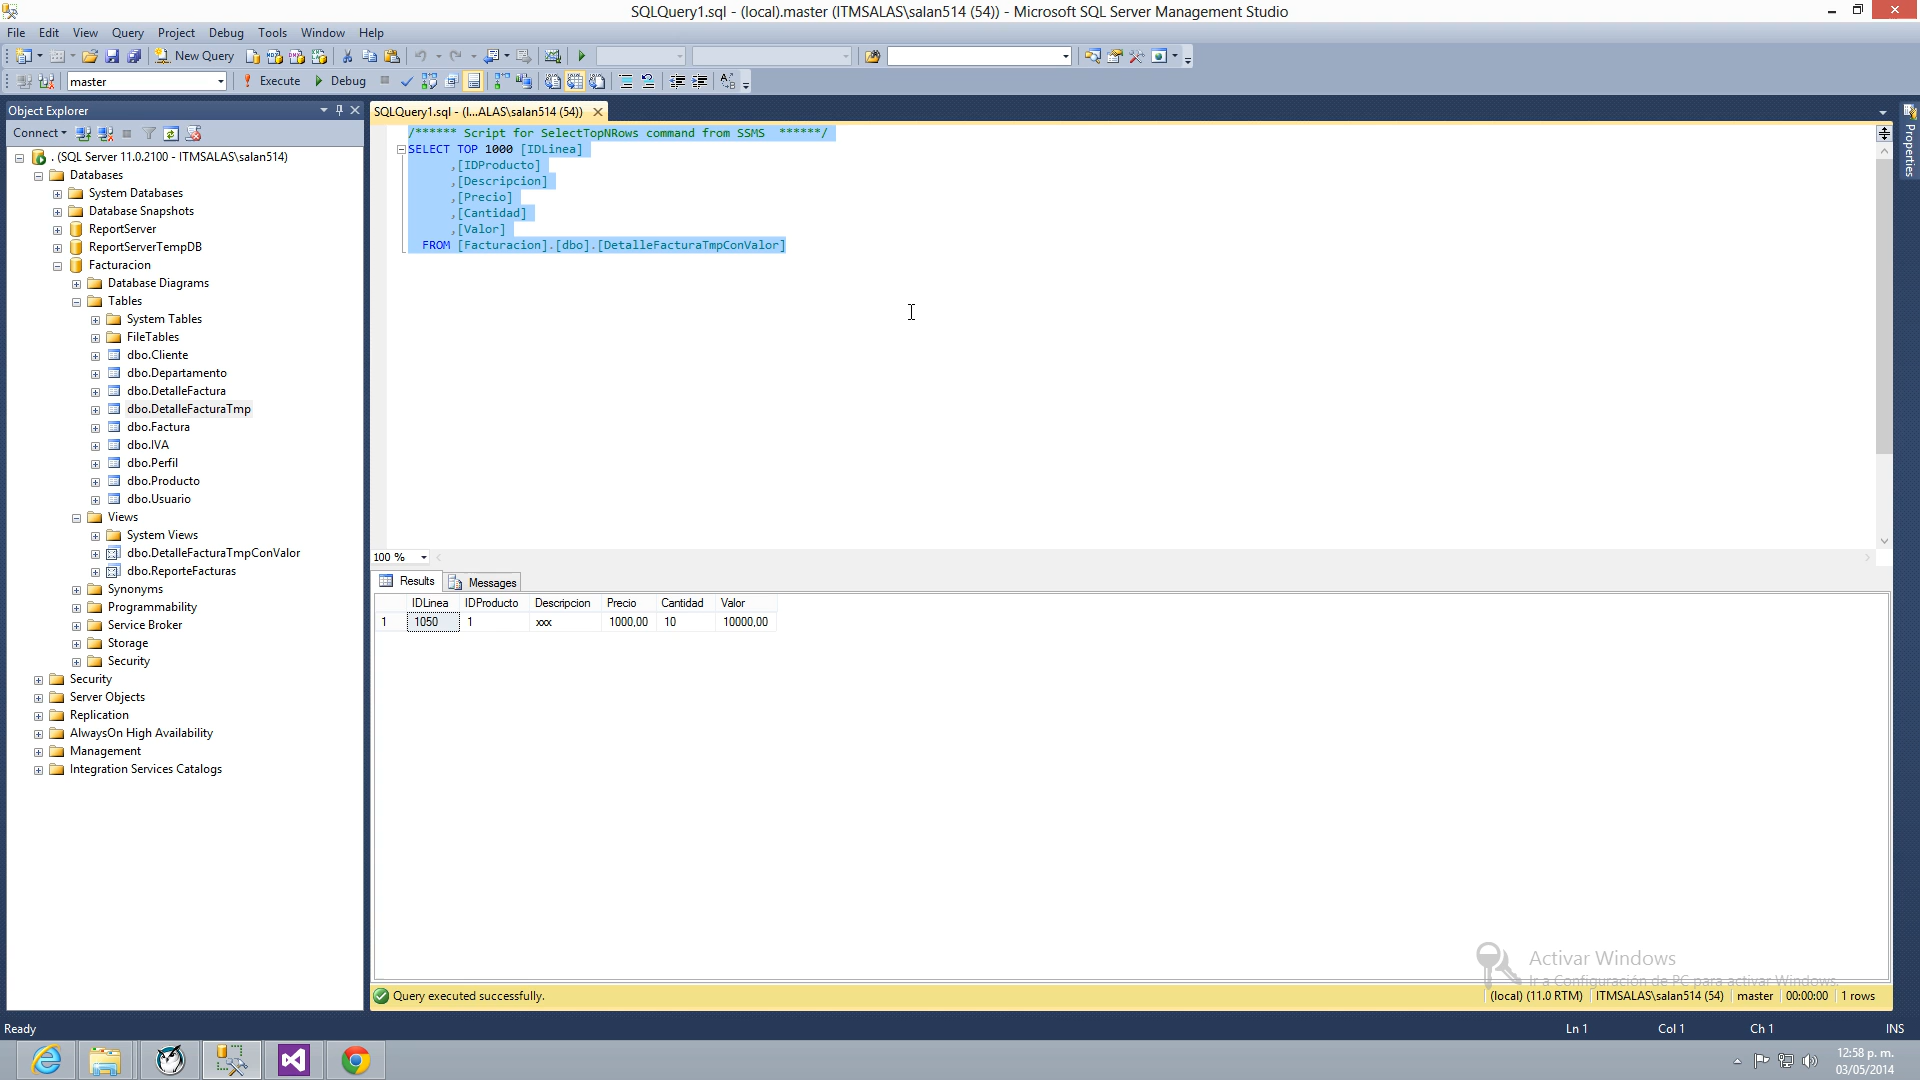 SQLQuery1.sql - (local).master (ITMSALAS\salan514 (54)) - Microsoft SQL Server Management Studio
File Edit View Query Project Debug Tools Window Help
New Query
master Execute Debug
Object Explorer
Connect
. (SQL Server 11.0.2100 - ITMSALAS\salan514)
Databases
System Databases
Database Snapshots
ReportServer
ReportServerTempDB
Facturacion
Database Diagrams
Tables
System Tables
FileTables
dbo.Cliente
dbo.Departamento
dbo.DetalleFactura
dbo.DetalleFacturaTmp
dbo.Factura
dbo.IVA
dbo.Perfil
dbo.Producto
dbo.Usuario
Views
System Views
dbo.DetalleFacturaTmpConValor
dbo.ReporteFacturas
Synonyms
Programmability
Service Broker
Storage
Security
Security
Server Objects
Replication
AlwaysOn High Availability
Management
Integration Services Catalogs
SQLQuery1.sql - (l...ALAS\salan514 (54))
/****** Script for SelectTopNRows command from SSMS ******/
SELECT TOP 1000 [IDLinea]
,[IDProducto]
,[Descripcion]
,[Precio]
,[Cantidad]
,[Valor]
FROM [Facturacion].[dbo].[DetalleFacturaTmpConValor]
Properties
100 %
Results Messages
IDLinea IDProducto Descripcion Precio Cantidad Valor
1 1050 1 xxx 1000,00 10 10000,00
Activar Windows
Ir a Configuración de PC para activar Windows.
Query executed successfully. (local) (11.0 RTM) ITMSALAS\salan514 (54) master 00:00:00 1 rows
Ready Ln 1 Col 1 Ch 1 INS
12:58 p. m.
03/05/2014